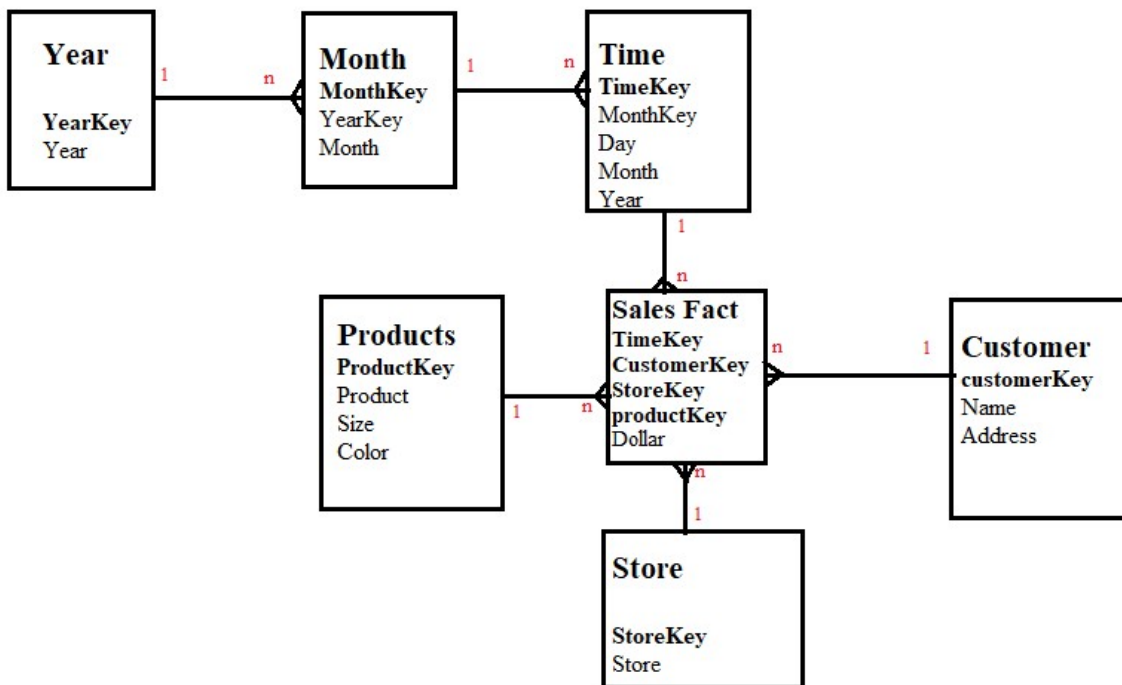 Year
YearKey
Year
1
n
Month
MonthKey
YearKey
Month
1
n
Time
TimeKey
MonthKey
Day
Month
Year
1
n
Products
ProductKey
Product
Size
Color
1
n
Sales Fact
TimeKey
CustomerKey
StoreKey
productKey
Dollar
n
1
Customer
customerKey
Name
Address
n
1
Store
StoreKey
Store